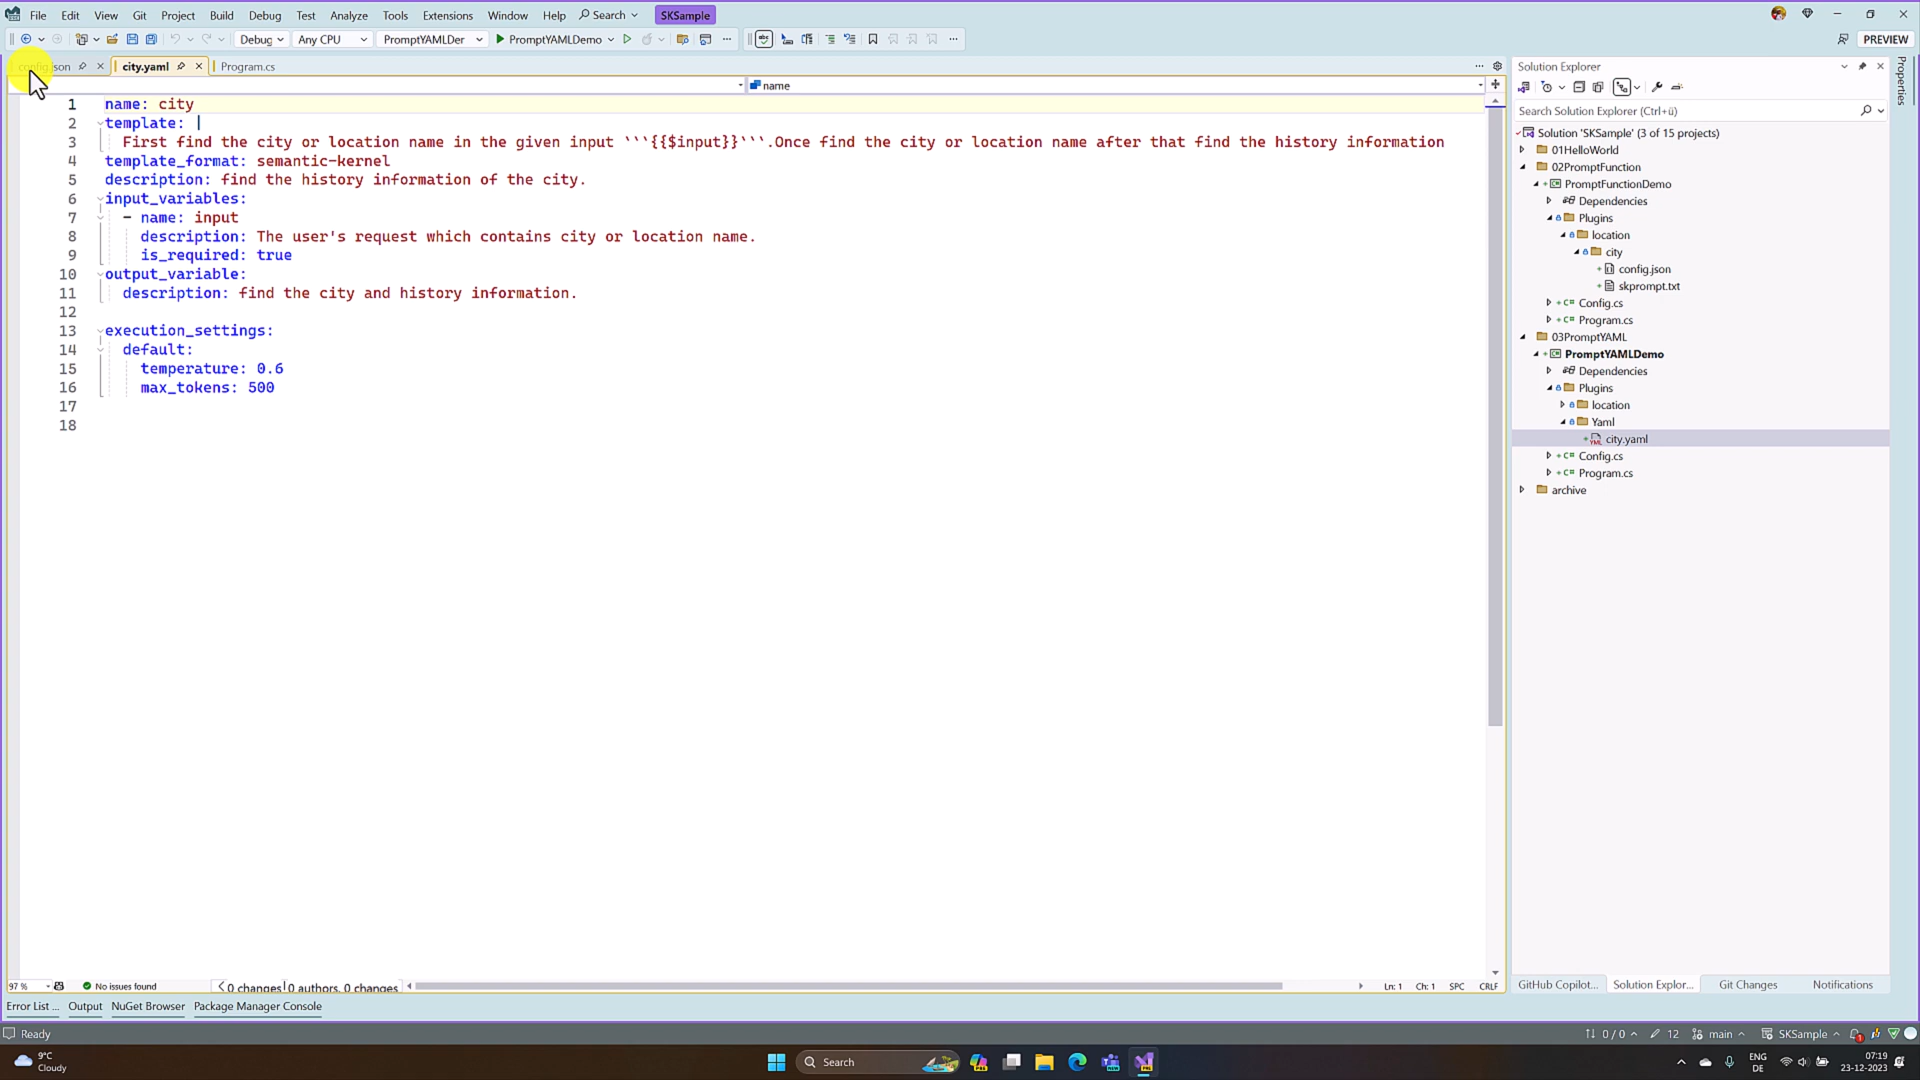 File Edit View Git Project Build Debug Test Analyze Tools Extensions Window Help Search SKSample
Debug Any CPU PromptYAMLDer PromptYAMLDemo PREVIEW
config.json city.yaml Program.cs
name
1 name: city
2 template: |
3 First find the city or location name in the given input ```{{$input}}```.Once find the city or location name after that find the history information
4 template_format: semantic-kernel
5 description: find the history information of the city.
6 input_variables:
7 - name: input
8 description: The user's request which contains city or location name.
9 is_required: true
10 output_variable:
11 description: find the city and history information.
12
13 execution_settings:
14 default:
15 temperature: 0.6
16 max_tokens: 500
17
18
97 % No issues found 0 changes 0 authors, 0 changes Ln: 1 Ch: 1 SPC CRLF
Error List ... Output NuGet Browser Package Manager Console
Solution Explorer
Search Solution Explorer (Ctrl+ü)
Solution 'SKSample' (3 of 15 projects)
01HelloWorld
02PromptFunction
PromptFunctionDemo
Dependencies
Plugins
location
city
config.json
skprompt.txt
C# Config.cs
C# Program.cs
03PromptYAML
PromptYAMLDemo
Dependencies
Plugins
location
Yaml
city.yaml
C# Config.cs
C# Program.cs
archive
GitHub Copilot... Solution Explor... Git Changes Notifications
Properties
Ready 0 / 0 12 main SKSample 1
9°C
Cloudy
Search
ENG
DE
07:19
23-12-2023